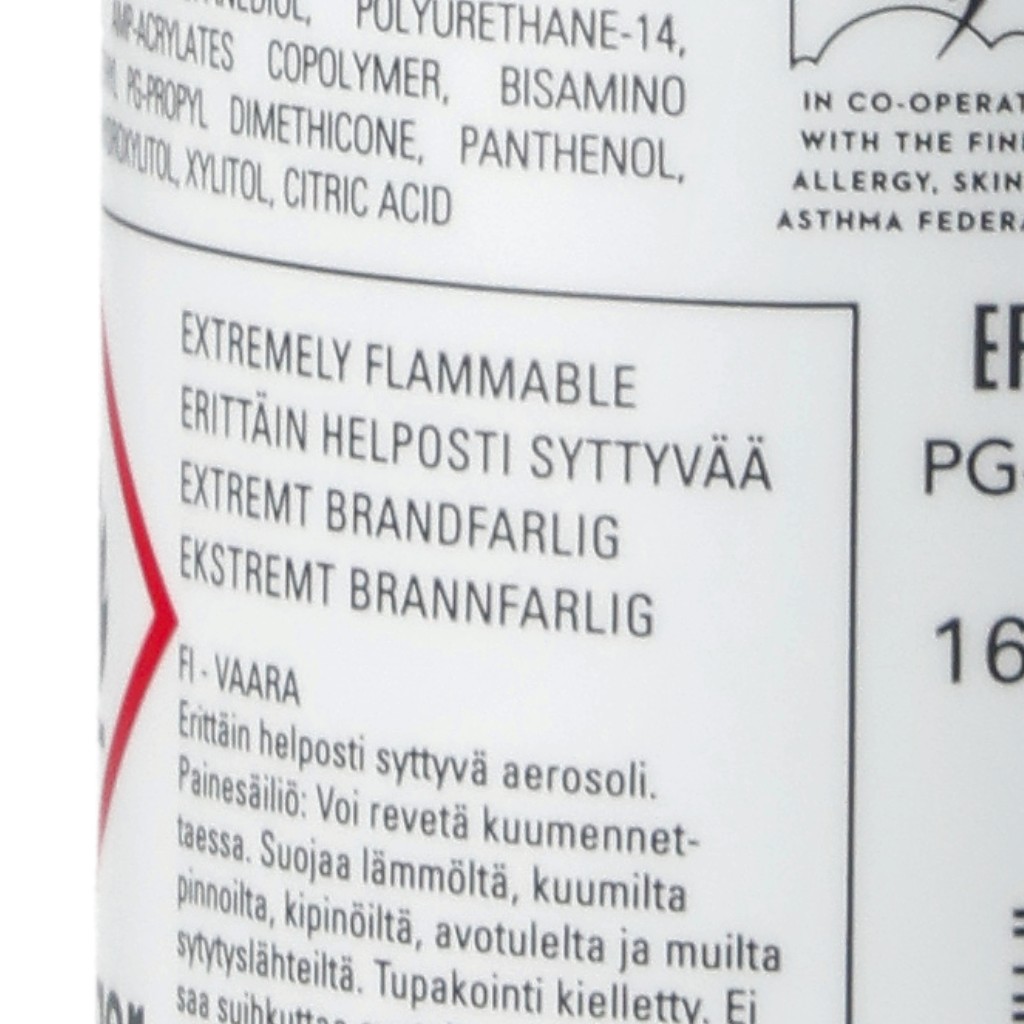 POLYURETHANE-14,
AMP-ACRYLATES COPOLYMER, BISAMINO
PG-PROPYL DIMETHICONE, PANTHENOL,
XYLITOL, CITRIC ACID
IN CO-OPERAT
WITH THE FIN
ALLERGY, SKIN
ASTHMA FEDERA
EXTREMELY FLAMMABLE
ERITTÄIN HELPOSTI SYTTYVÄÄ
EXTREMT BRANDFARLIG
EKSTREMT BRANNFARLIG
FI - VAARA
Erittäin helposti syttyvä aerosoli.
Painesäiliö: Voi revetä kuumennet-
taessa. Suojaa lämmöltä, kuumilta
pinnoilta, kipinöiltä, avotulelta ja muilta
sytytyslähteiltä. Tupakointi kielletty. Ei
saa
PG
16